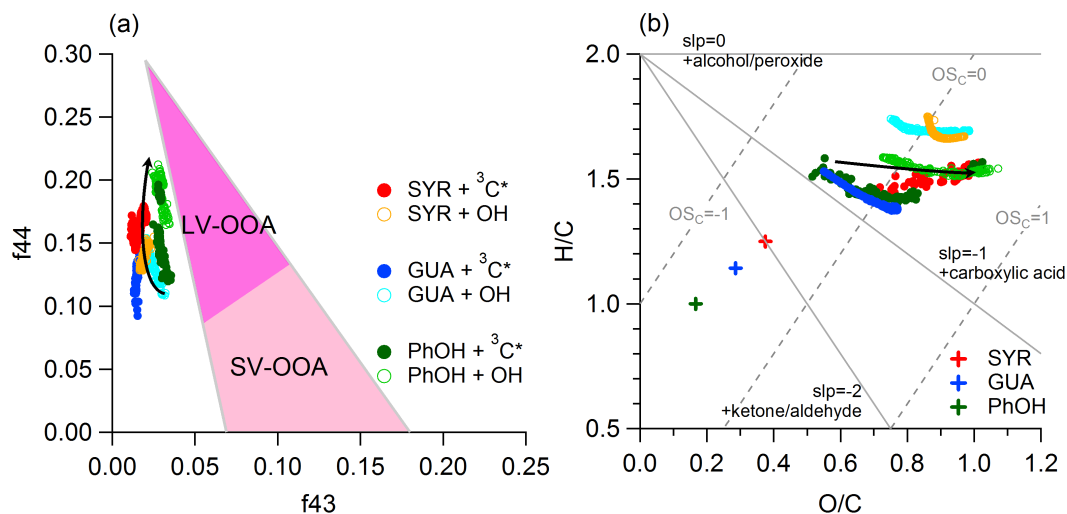 (a)
0.30
0.25
0.20
0.15
0.10
0.05
0.00
f44
0.00 0.05 0.10 0.15 0.20 0.25
f43
LV-OOA
SV-OOA
SYR + ³C*
SYR + OH
GUA + ³C*
GUA + OH
PhOH + ³C*
PhOH + OH
(b)
2.0
1.5
1.0
0.5
H/C
0.0 0.2 0.4 0.6 0.8 1.0 1.2
O/C
slp=0
+alcohol/peroxide
OSC=0
OSC=-1
OSC=1
slp=-1
+carboxylic acid
slp=-2
+ketone/aldehyde
SYR
GUA
PhOH